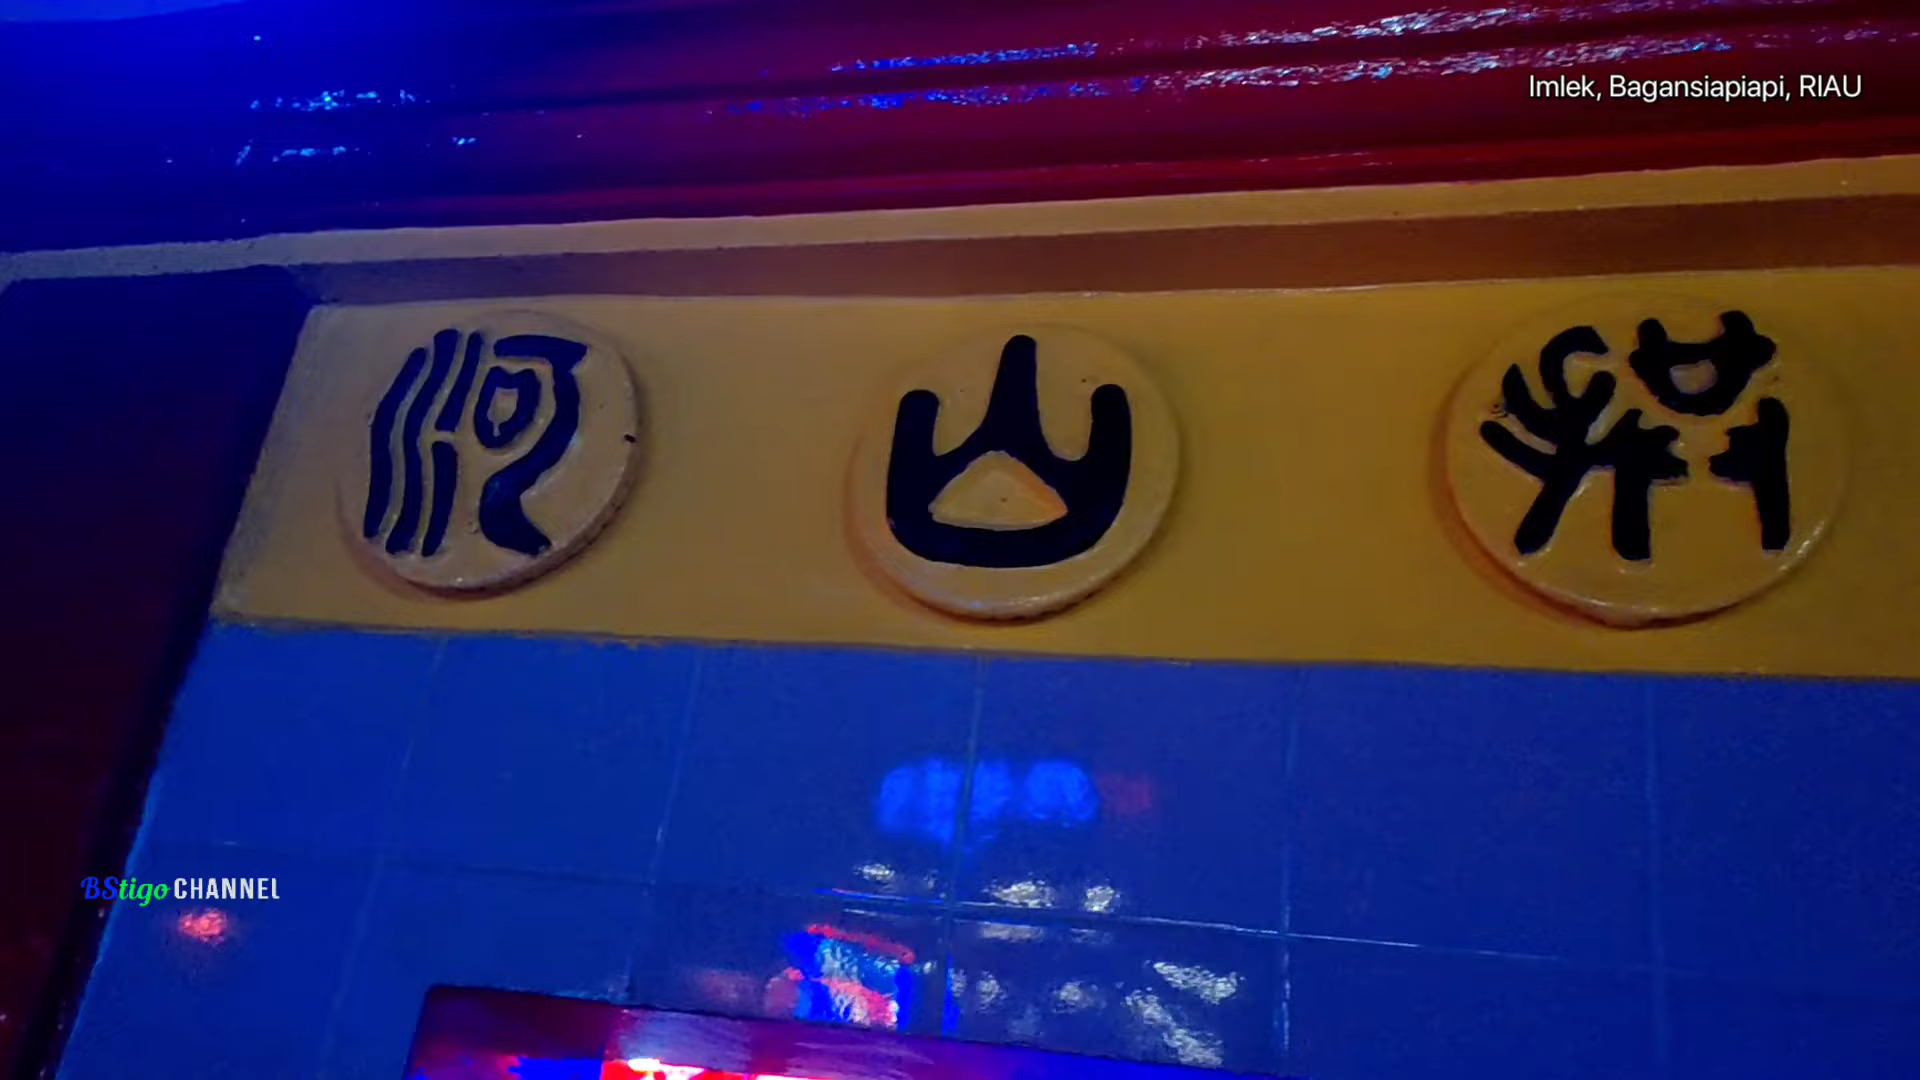 Imlek, Bagansiapiapi, RIAU
河 山
BStigo CHANNEL